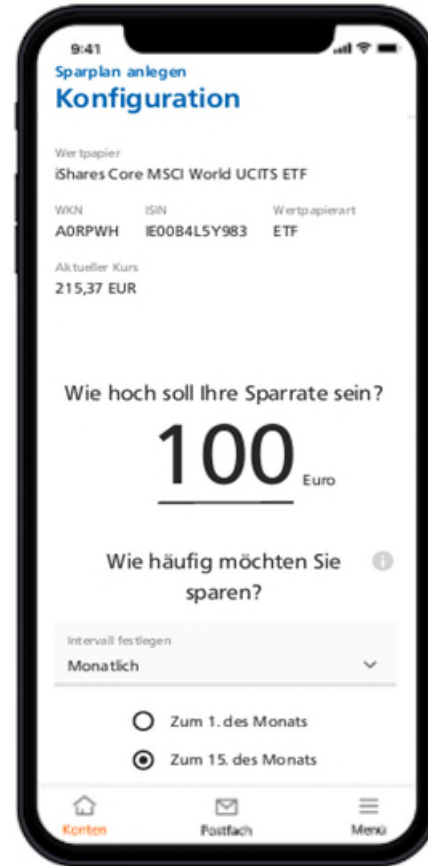 9:41
Sparplan anlegen
Konfiguration
Wertpapier
iShares Core MSCI World UCITS ETF
WKN ISIN Wertpapierart
A0RPWH IE00B4L5Y983 ETF
Aktueller Kurs
215,37 EUR
Wie hoch soll Ihre Sparrate sein?
100 Euro
Wie häufig möchten Sie
sparen?
Intervall festlegen
Monatlich
Zum 1. des Monats
Zum 15. des Monats
Konten Postfach Menü